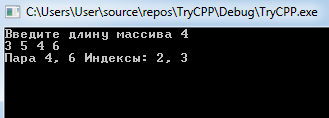 C:\Users\User\source\repos\TryCPP\Debug\TryCPP.exe
Введите длину массива 4
3 5 4 6
Пара 4, 6 Индексы: 2, 3